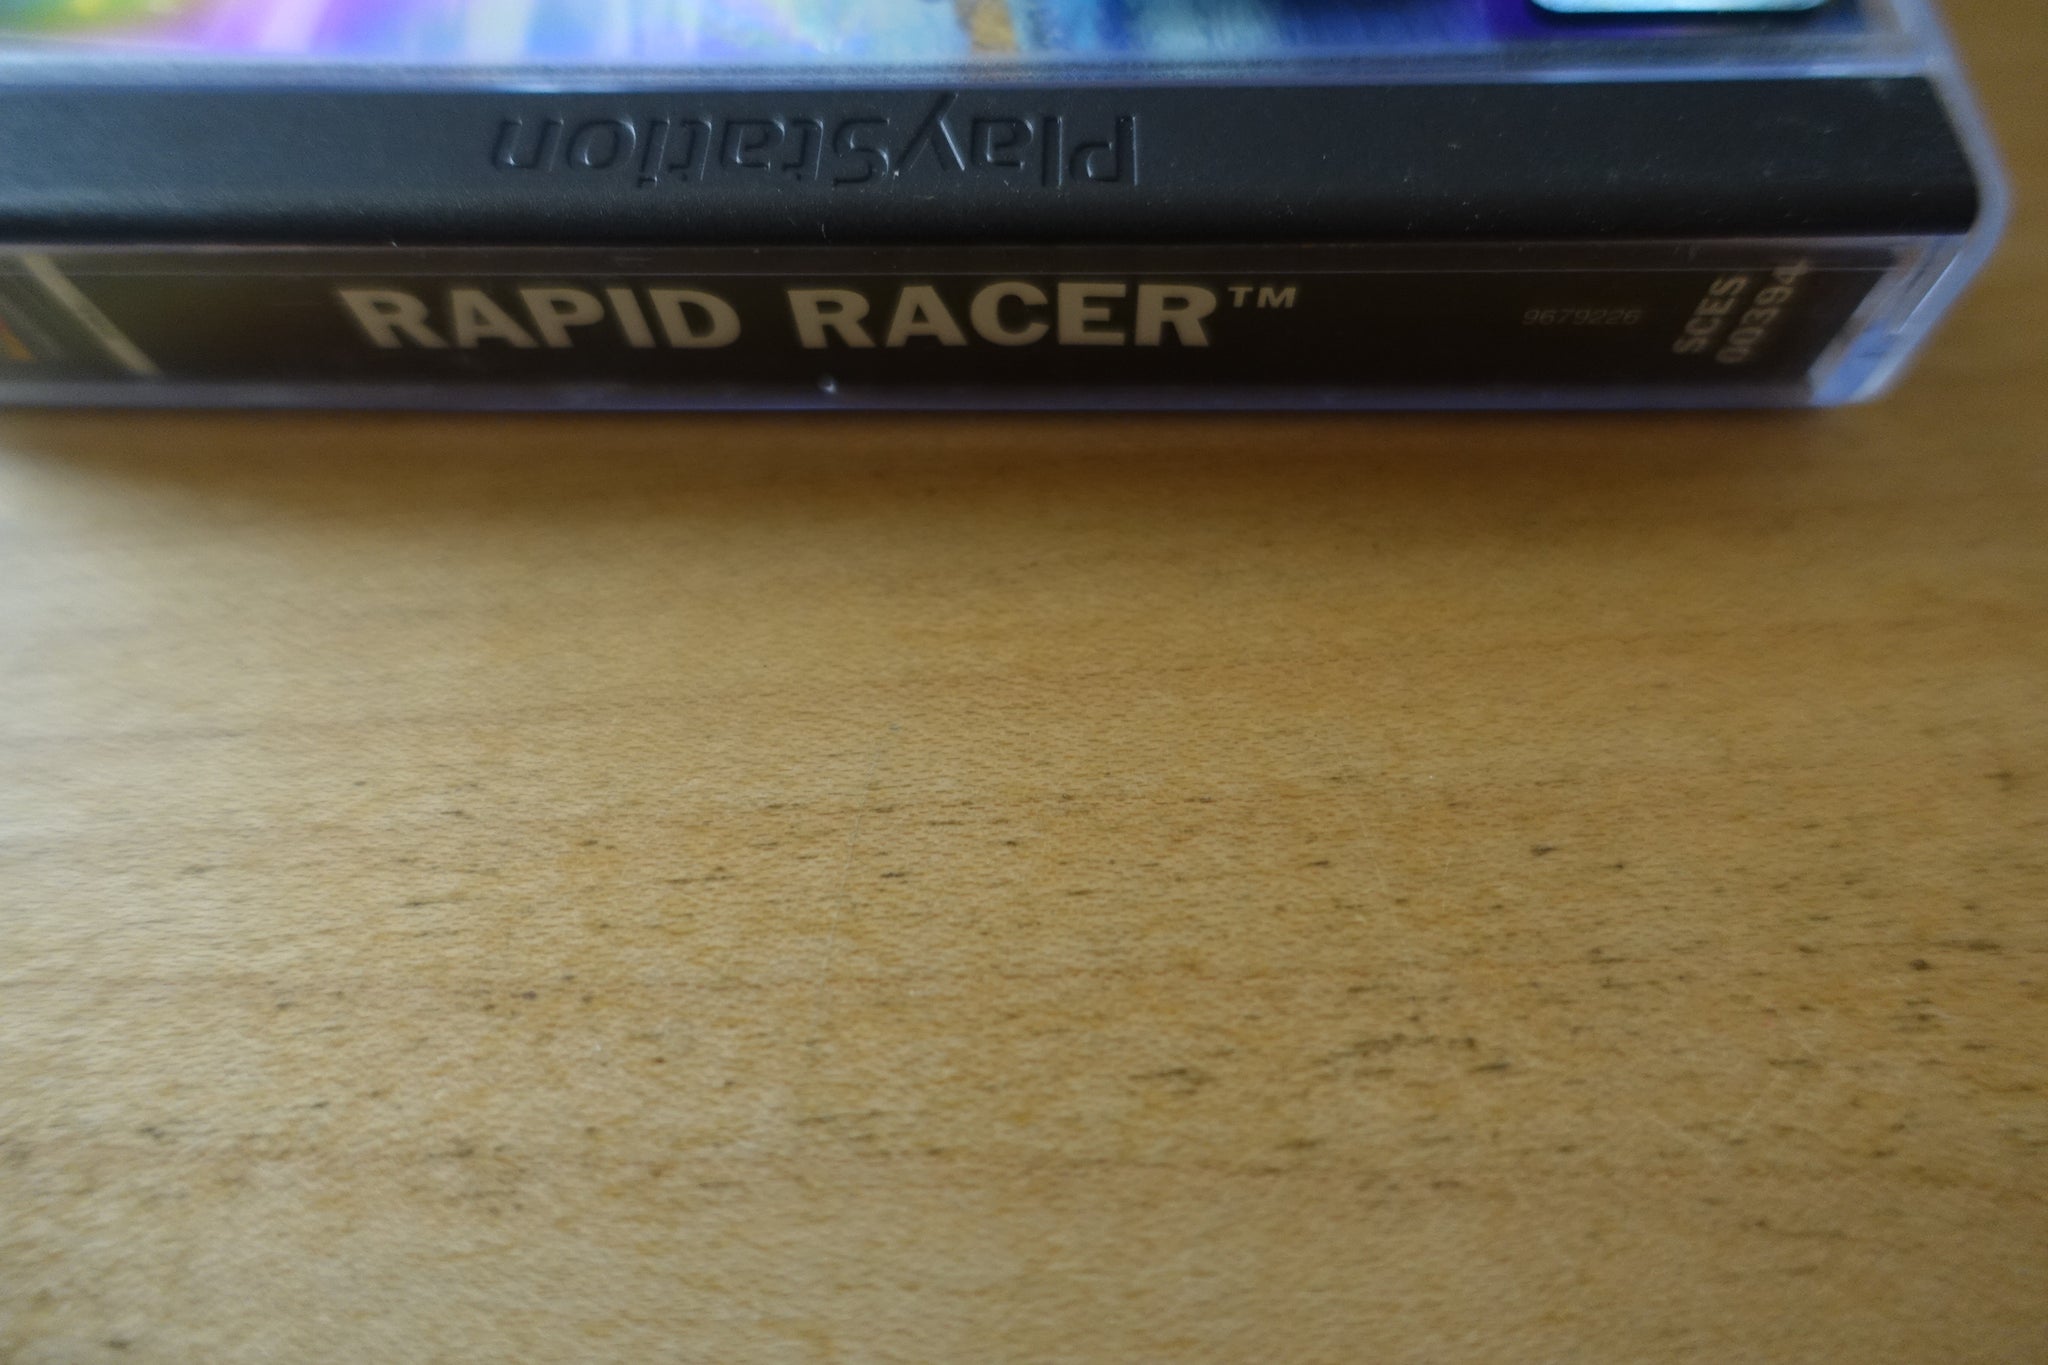 PlayStation
RAPID RACER™
9679226
SCES
00394